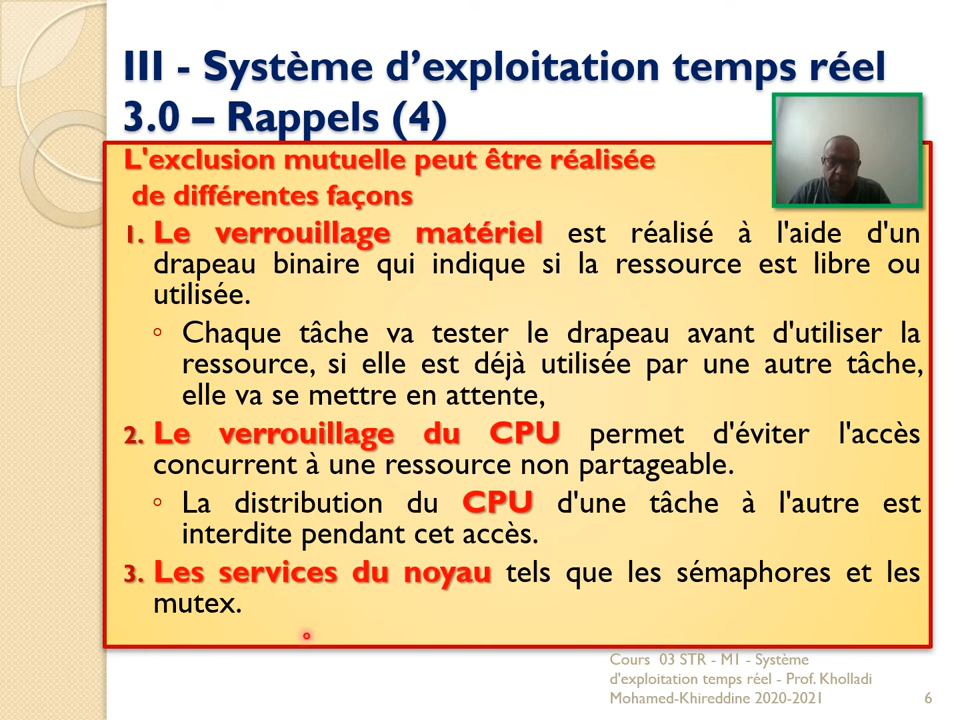 III - Système d’exploitation temps réel
3.0 – Rappels (4)
L'exclusion mutuelle peut être réalisée
de différentes façons
1. Le verrouillage matériel est réalisé à l'aide d'un
drapeau binaire qui indique si la ressource est libre ou
utilisée.
◦ Chaque tâche va tester le drapeau avant d'utiliser la
ressource, si elle est déjà utilisée par une autre tâche,
elle va se mettre en attente,
2. Le verrouillage du CPU permet d'éviter l'accès
concurrent à une ressource non partageable.
◦ La distribution du CPU d'une tâche à l'autre est
interdite pendant cet accès.
3. Les services du noyau tels que les sémaphores et les
mutex.
Cours 03 STR - M1 - Système
d'exploitation temps réel - Prof. Kholladi
Mohamed-Khireddine 2020-2021
6